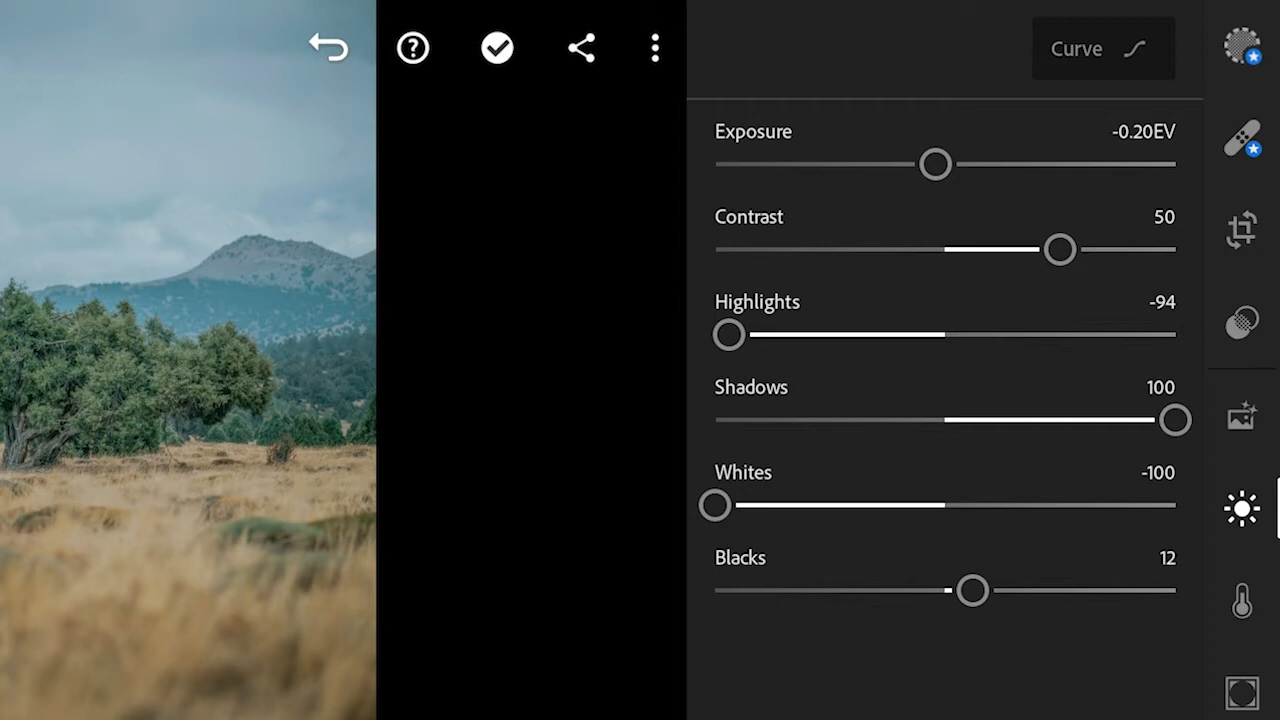 Curve
Exposure -0.20EV
Contrast 50
Highlights -94
Shadows 100
Whites -100
Blacks 12